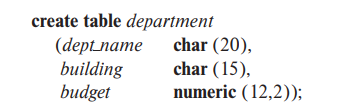 create table department
(dept_name char (20),
building char (15),
budget numeric (12,2));